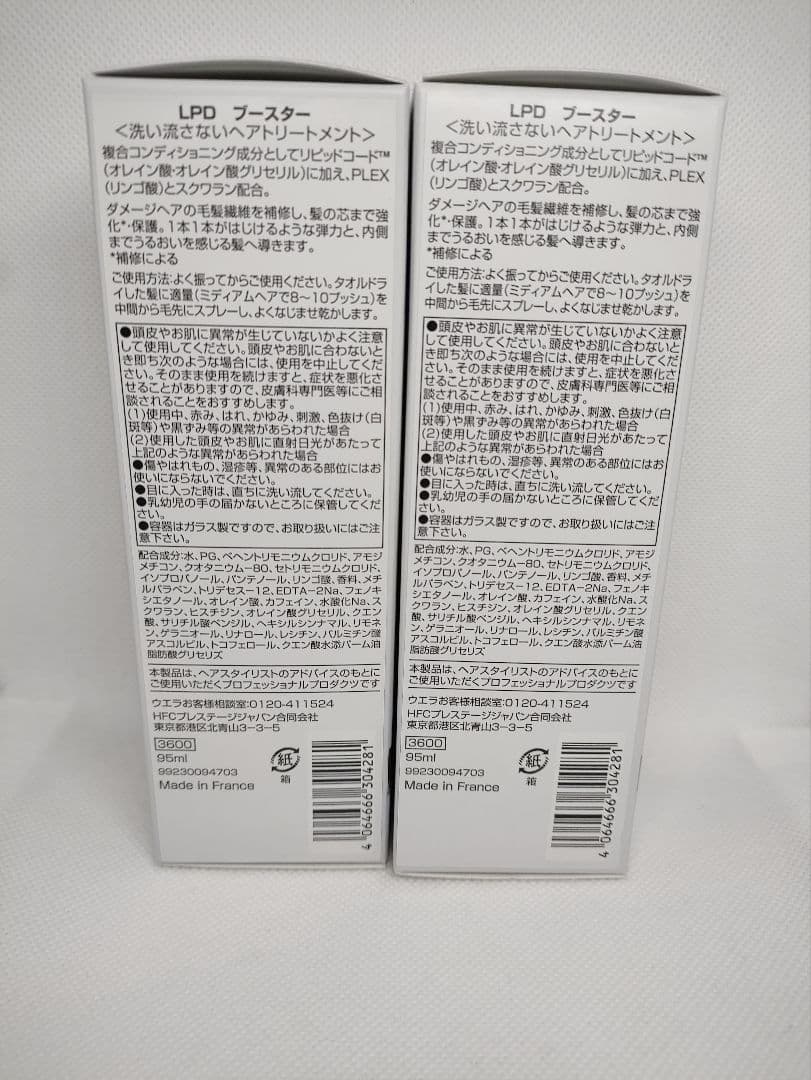 LPD ブースター
＜洗い流さないヘアトリートメント＞
複合コンディショニング成分としてリピッドコード™
(オレイン酸・オレイン酸グリセリル)に加え、PLEX
(リンゴ酸)とスクワラン配合。
ダメージヘアの毛髪繊維を補修し、髪の芯まで強
化*・保護。1本1本がはじけるような弾力と、内側
までうるおいを感じる髪へ導きます。
*補修による
ご使用方法：よく振ってからご使用ください。タオルドラ
イした髪に適量(ミディアムヘアで8〜10プッシュ)を
中間から毛先にスプレーし、よくなじませ乾かします。
●頭皮やお肌に異常が生じていないかよく注意
して使用してください。頭皮やお肌に合わないと
き即ち次のような場合には、使用を中止してくだ
さい。そのまま使用を続けますと、症状を悪化さ
せることがありますので、皮膚科専門医等にご相
談されることをおすすめします。
(1)使用中、赤み、はれ、かゆみ、刺激、色抜け(白
斑等)や黒ずみ等の異常があらわれた場合
(2)使用した頭皮やお肌に直射日光があたって
上記のような異常があらわれた場合
●傷やはれもの、湿疹等、異常のある部位にはお
使いにならないでください。
●目に入った時は、直ちに洗い流してください。
●乳幼児の手の届かないところに保管してくだ
さい。
●容器はガラス製ですので、お取り扱いにはご注
意下さい。
配合成分：水、PG、ベヘントリモニウムクロリド、アモジ
メチコン、クオタニウム−80、セトリモニウムクロリド、
イソプロパノール、パンテノール、リンゴ酸、香料、メチ
ルパラベン、トリデセス−12、EDTA−2Na、フェノキ
シエタノール、オレイン酸、カフェイン、水酸化Na、ス
クワラン、ヒスチジン、オレイン酸グリセリル、クエン
酸、サリチル酸ベンジル、ヘキシルシンナマル、リモネ
ン、ゲラニオール、リナロール、レシチン、パルミチン酸
アスコルビル、トコフェロール、クエン酸水添パーム油
脂肪酸グリセリズ
本製品は、ヘアスタイリストのアドバイスのもとに
ご使用いただくプロフェッショナルプロダクツです
ウエラお客様相談室：0120-411524
HFCプレステージジャパン合同会社
東京都港区北青山3−3−5
3600
95ml
99230094703
Made in France
紙
箱
4 064666 304281
LPD ブースター
＜洗い流さないヘアトリートメント＞
複合コンディショニング成分としてリピッドコード™
(オレイン酸・オレイン酸グリセリル)に加え、PLEX
(リンゴ酸)とスクワラン配合。
ダメージヘアの毛髪繊維を補修し、髪の芯まで強
化*・保護。1本1本がはじけるような弾力と、内側
までうるおいを感じる髪へ導きます。
*補修による
ご使用方法：よく振ってからご使用ください。タオルドラ
イした髪に適量(ミディアムヘアで8〜10プッシュ)を
中間から毛先にスプレーし、よくなじませ乾かします。
●頭皮やお肌に異常が生じていないかよく注意
して使用してください。頭皮やお肌に合わないと
き即ち次のような場合には、使用を中止してくだ
さい。そのまま使用を続けますと、症状を悪化さ
せることがありますので、皮膚科専門医等にご相
談されることをおすすめします。
(1)使用中、赤み、はれ、かゆみ、刺激、色抜け(白
斑等)や黒ずみ等の異常があらわれた場合
(2)使用した頭皮やお肌に直射日光があたって
上記のような異常があらわれた場合
●傷やはれもの、湿疹等、異常のある部位にはお
使いにならないでください。
●目に入った時は、直ちに洗い流してください。
●乳幼児の手の届かないところに保管してくだ
さい。
●容器はガラス製ですので、お取り扱いにはご注
意下さい。
配合成分：水、PG、ベヘントリモニウムクロリド、アモジ
メチコン、クオタニウム−80、セトリモニウムクロリド、
イソプロパノール、パンテノール、リンゴ酸、香料、メチ
ルパラベン、トリデセス−12、EDTA−2Na、フェノキ
シエタノール、オレイン酸、カフェイン、水酸化Na、ス
クワラン、ヒスチジン、オレイン酸グリセリル、クエン
酸、サリチル酸ベンジル、ヘキシルシンナマル、リモネ
ン、ゲラニオール、リナロール、レシチン、パルミチン酸
アスコルビル、トコフェロール、クエン酸水添パーム油
脂肪酸グリセリズ
本製品は、ヘアスタイリストのアドバイスのもとに
ご使用いただくプロフェッショナルプロダクツです
ウエラお客様相談室：0120-411524
HFCプレステージジャパン合同会社
東京都港区北青山3−3−5
3600
95ml
99230094703
Made in France
紙
箱
4 064666 304281